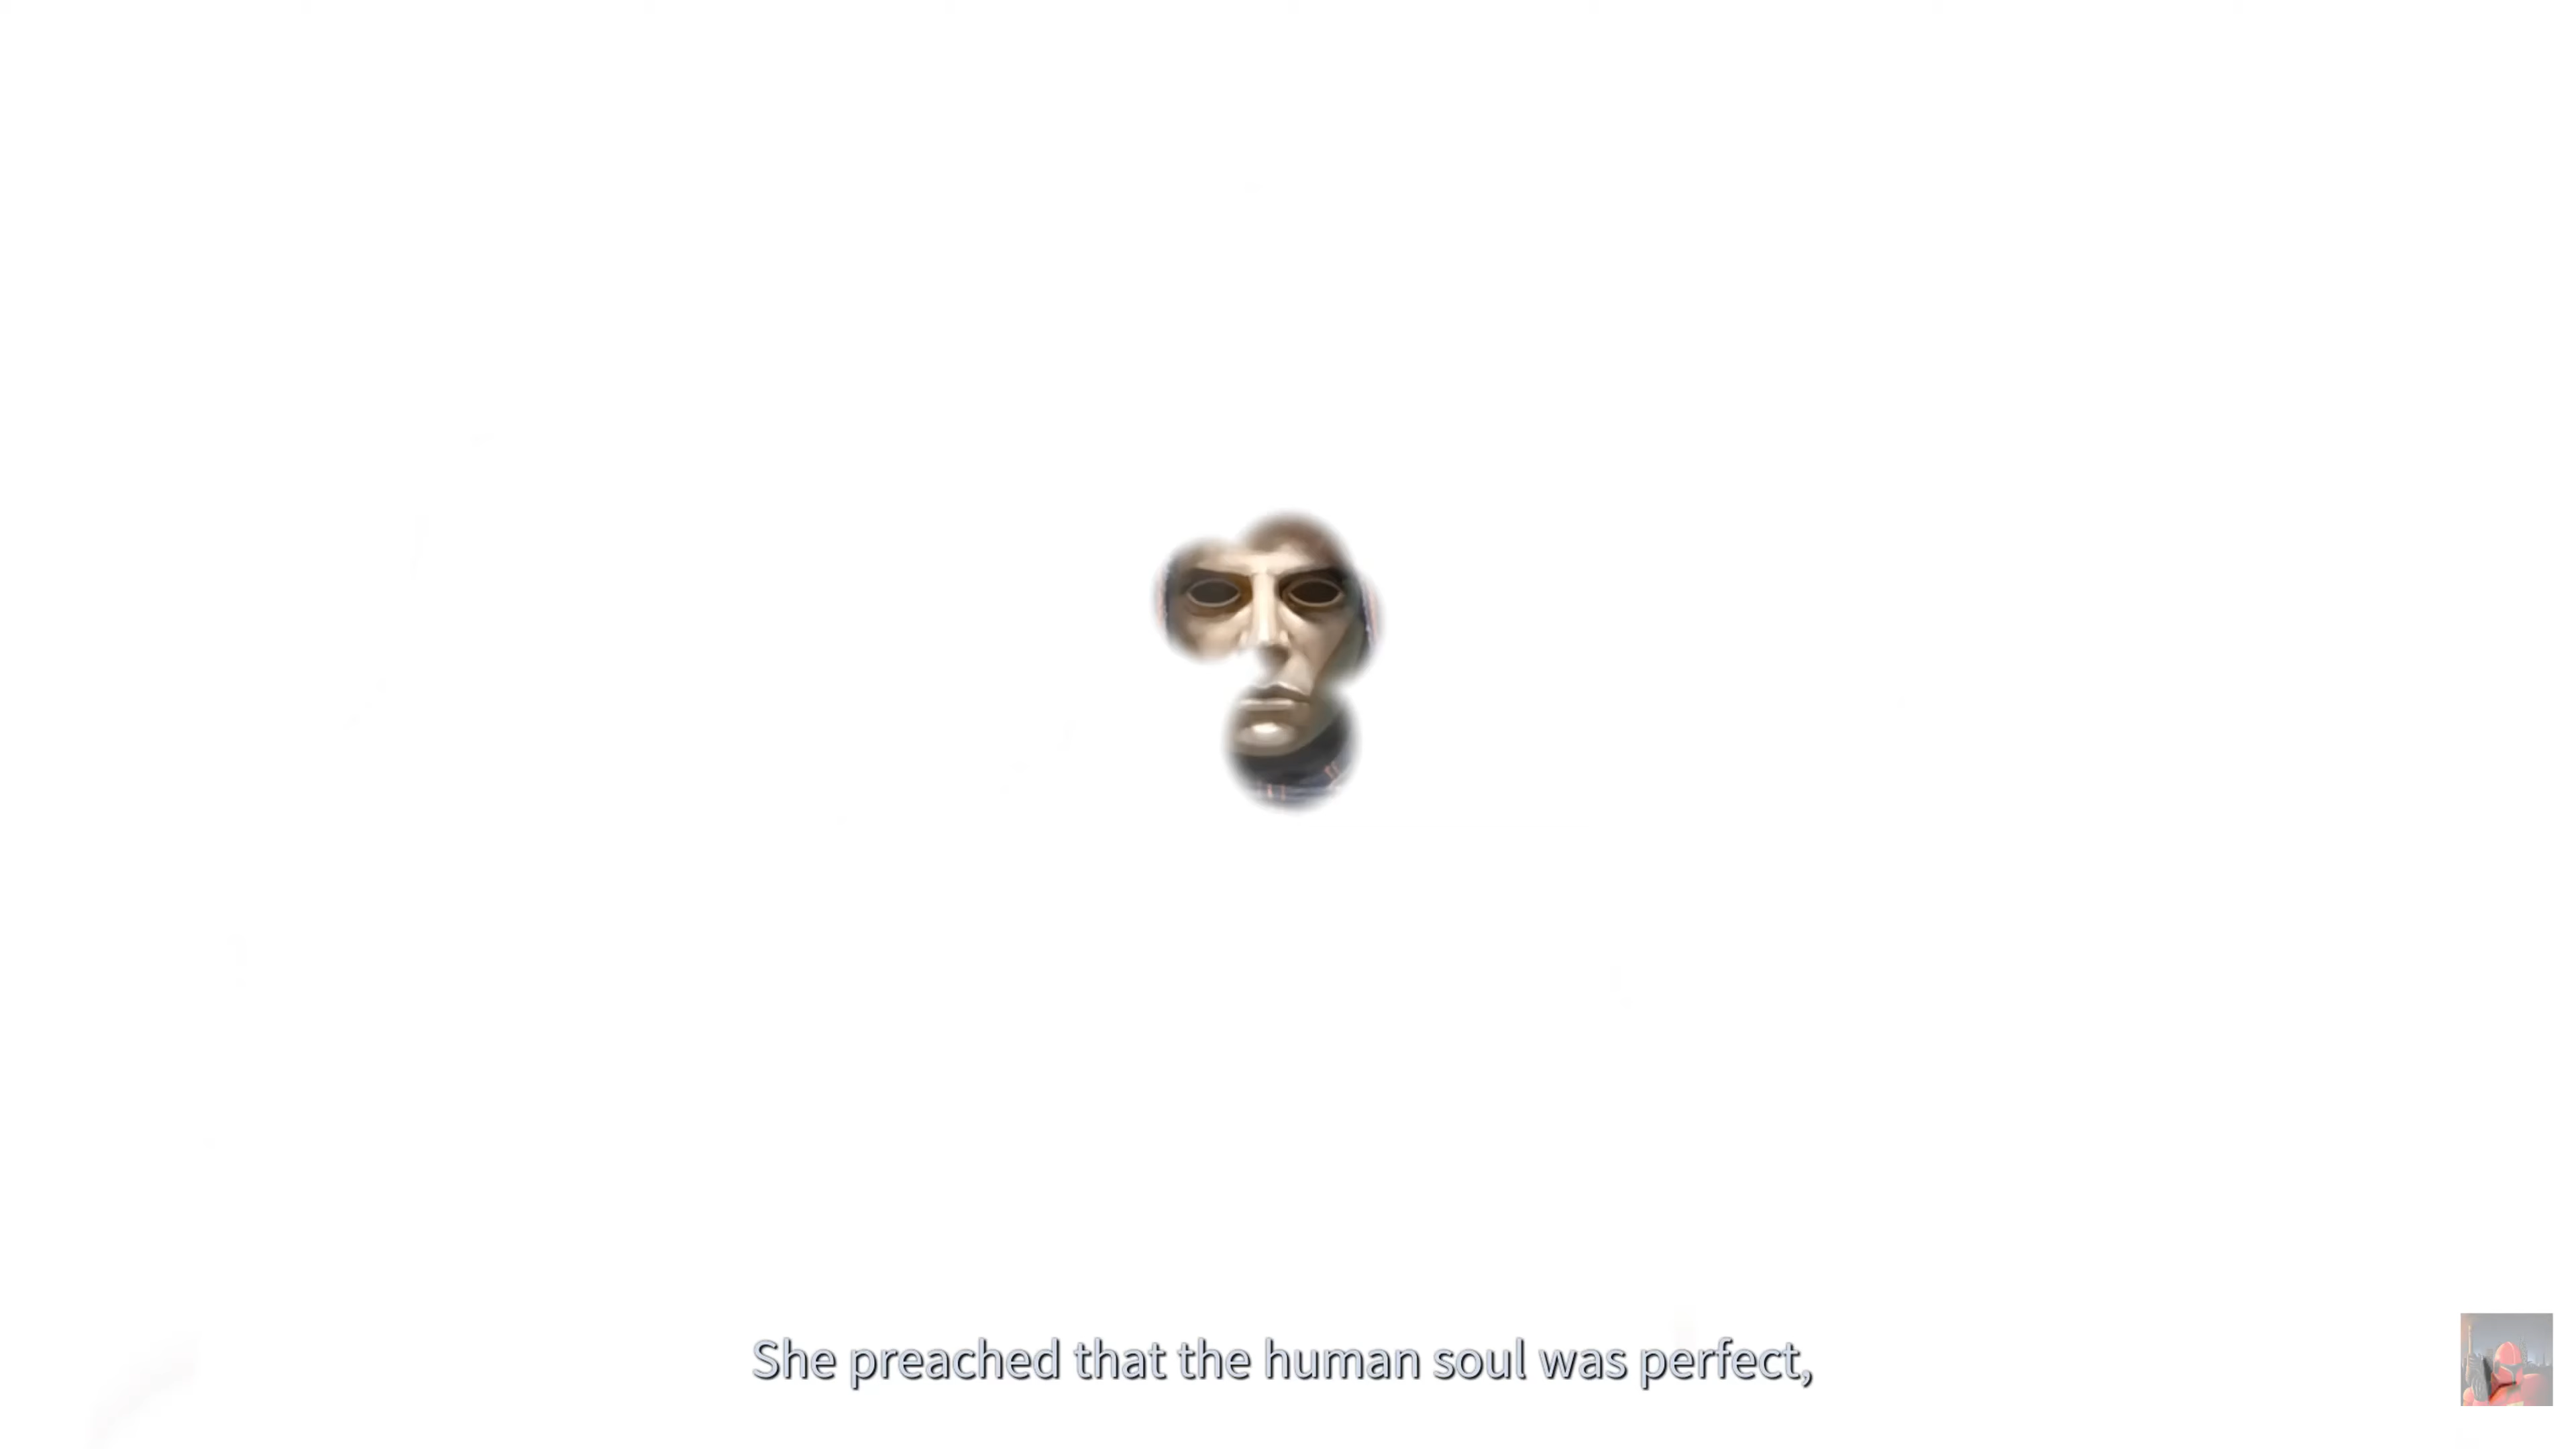 She preached that the human soul was perfect,